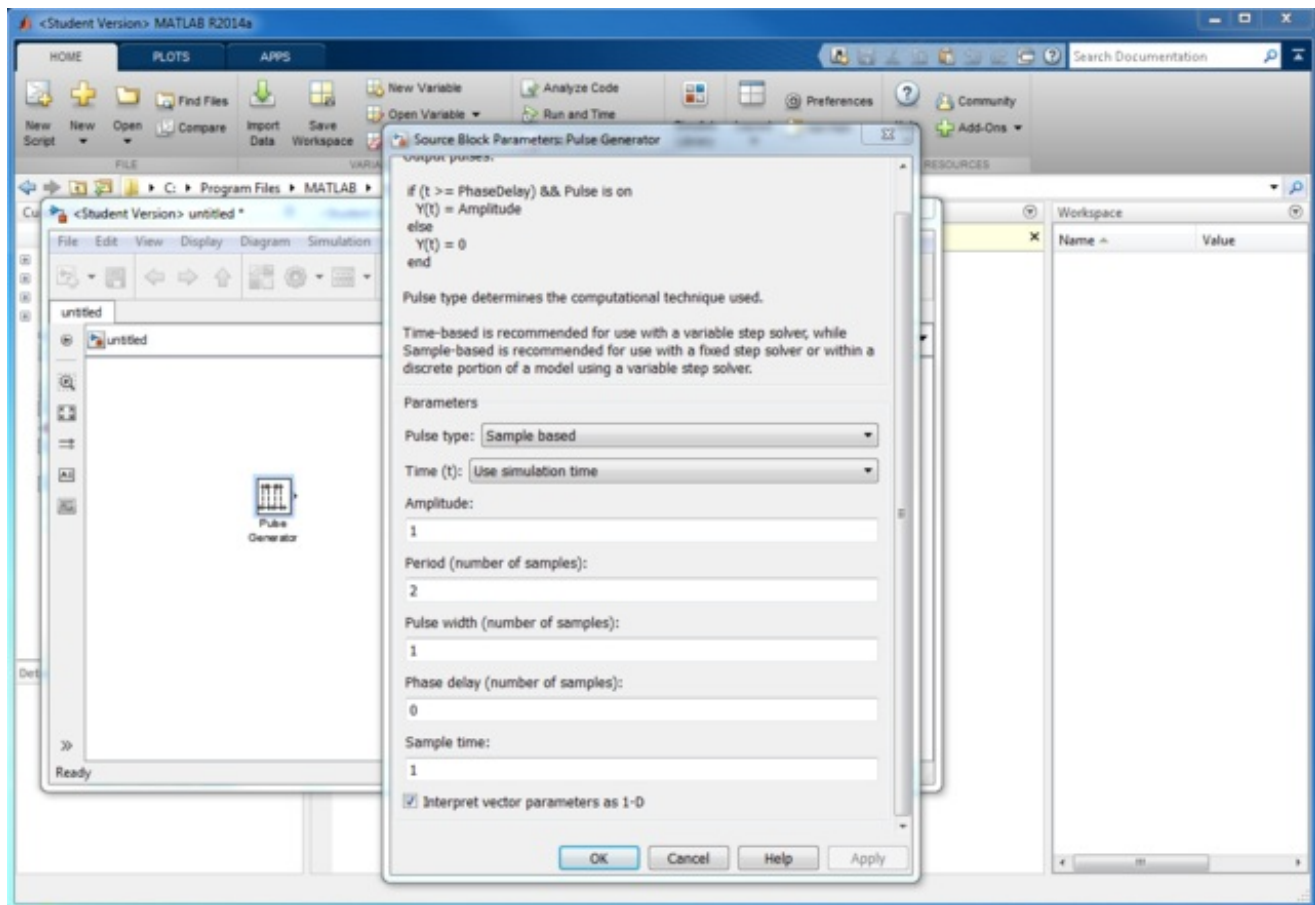 <Student Version> MATLAB R2014a
HOME PLOTS APPS
Search Documentation
New Script
New
Open
Find Files
Compare
Import Data
Save Workspace
New Variable
Open Variable
Analyze Code
Run and Time
Preferences
Community
Add-Ons
FILE
RESOURCES
C: Program Files MATLAB
<Student Version> untitled *
File Edit View Display Diagram Simulation
untitled
untitled
Pulse
Generator
Ready
Source Block Parameters: Pulse Generator
Output pulses:
if (t >= PhaseDelay) && Pulse is on
Y(t) = Amplitude
else
Y(t) = 0
end
Pulse type determines the computational technique used.
Time-based is recommended for use with a variable step solver, while
Sample-based is recommended for use with a fixed step solver or within a
discrete portion of a model using a variable step solver.
Parameters
Pulse type: Sample based
Time (t): Use simulation time
Amplitude:
1
Period (number of samples):
2
Pulse width (number of samples):
1
Phase delay (number of samples):
0
Sample time:
1
Interpret vector parameters as 1-D
OK Cancel Help Apply
Workspace
Name Value